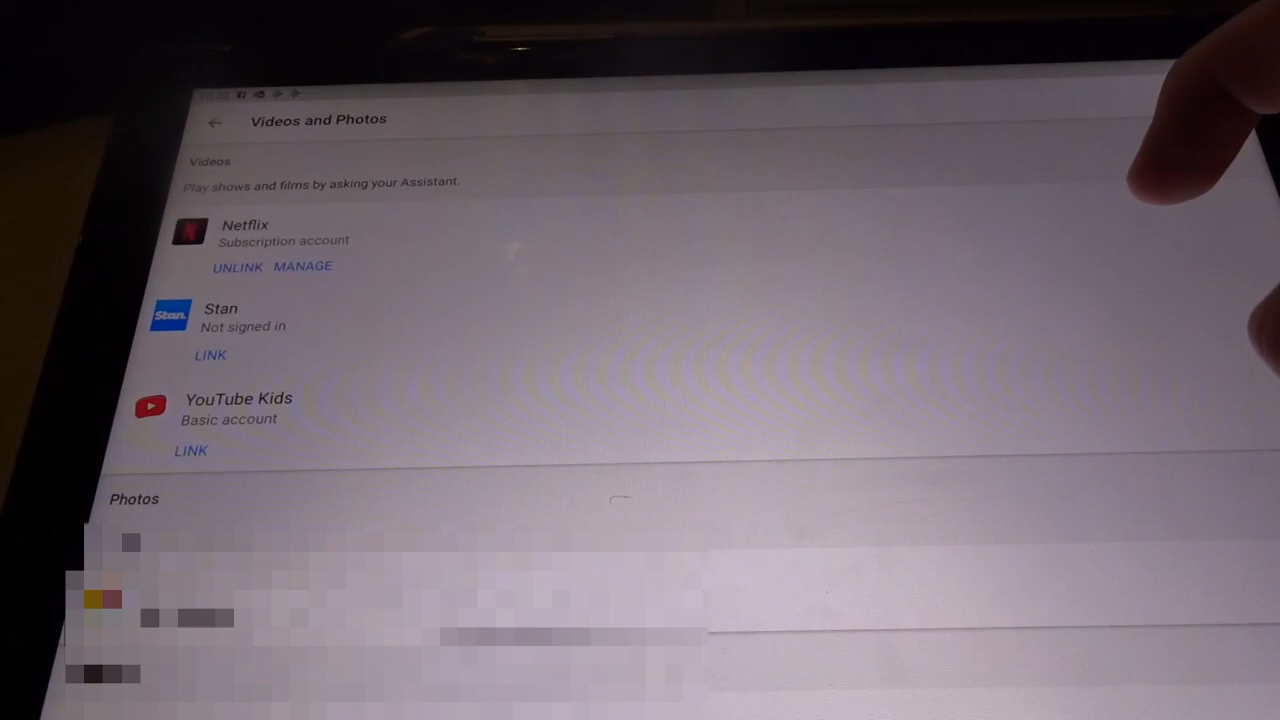 Videos and Photos
Videos
Play shows and films by asking your Assistant.
Netflix
Subscription account
UNLINK MANAGE
Stan.
Stan
Not signed in
LINK
YouTube Kids
Basic account
LINK
Photos